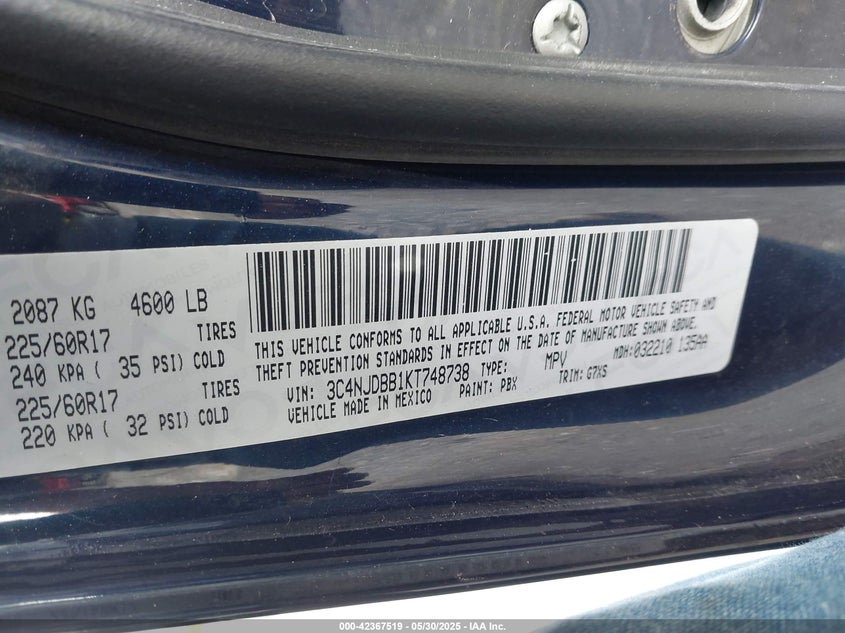 2087 KG 4600 LB
225/60R17 TIRES
240 KPA ( 35 PSI) COLD
225/60R17 TIRES
220 KPA ( 32 PSI) COLD
THIS VEHICLE CONFORMS TO ALL APPLICABLE U.S.A. FEDERAL MOTOR VEHICLE SAFETY AND
THEFT PREVENTION STANDARDS IN EFFECT ON THE DATE OF MANUFACTURE SHOWN ABOVE.
VIN: 3C4NJDBB1KT748738 TYPE: MPV MDH:032210 135AA
VEHICLE MADE IN MEXICO PAINT: PBX TRIM: G7XS
000-42367519 - 05/30/2025 - IAA Inc.